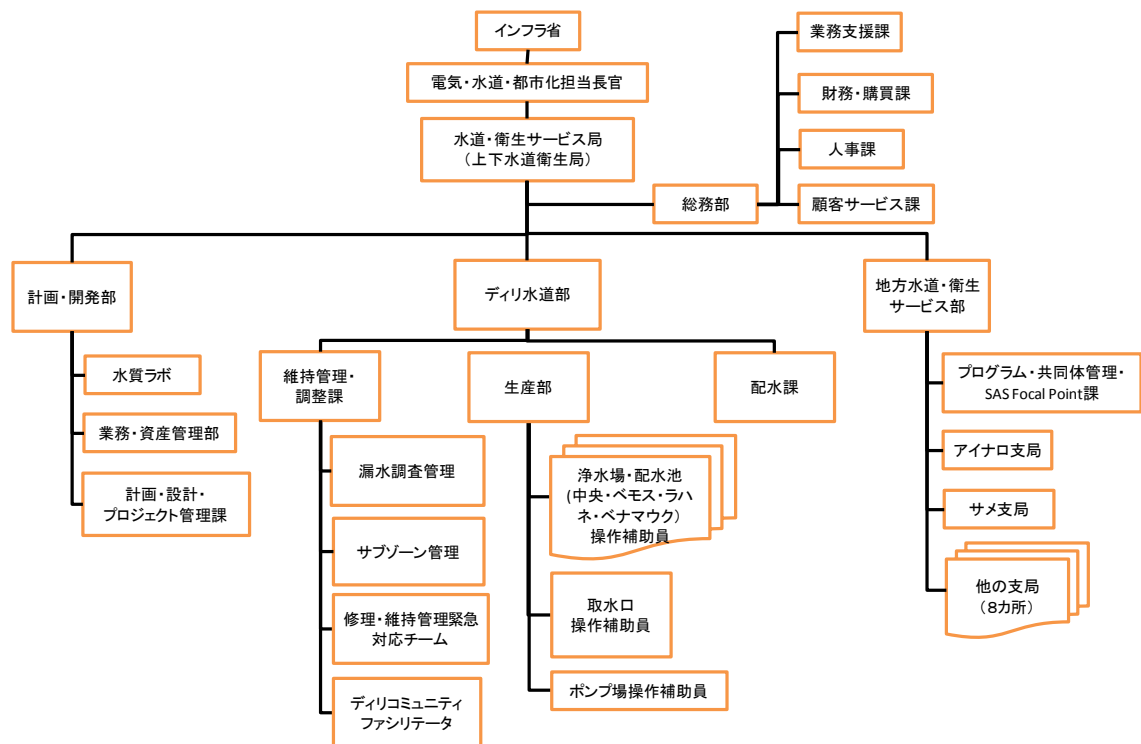 インフラ省
電気・水道・都市化担当長官
水道・衛生サービス局
（上下水道衛生局）
総務部
業務支援課
財務・購買課
人事課
顧客サービス課
計画・開発部
水質ラボ
業務・資産管理部
計画・設計・
プロジェクト管理課
ディリ水道部
維持管理・
調整課
漏水調査管理
サブゾーン管理
修理・維持管理緊急
対応チーム
ディリコミュニティ
ファシリテータ
生産部
浄水場・配水池
(中央・ベモス・ラハ
ネ・ベナマウク）
操作補助員
取水口
操作補助員
ポンプ場操作補助員
配水課
地方水道・衛生
サービス部
プログラム・共同体管理・
SAS Focal Point課
アイナロ支局
サメ支局
他の支局
（8カ所）